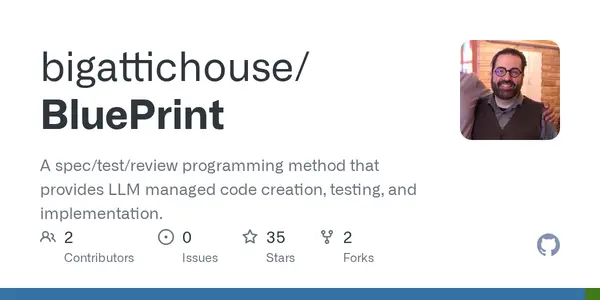 bigattichouse/
BluePrint
A spec/test/review programming method that
provides LLM managed code creation, testing, and
implementation.
2 0 35 2
Contributors Issues Stars Forks